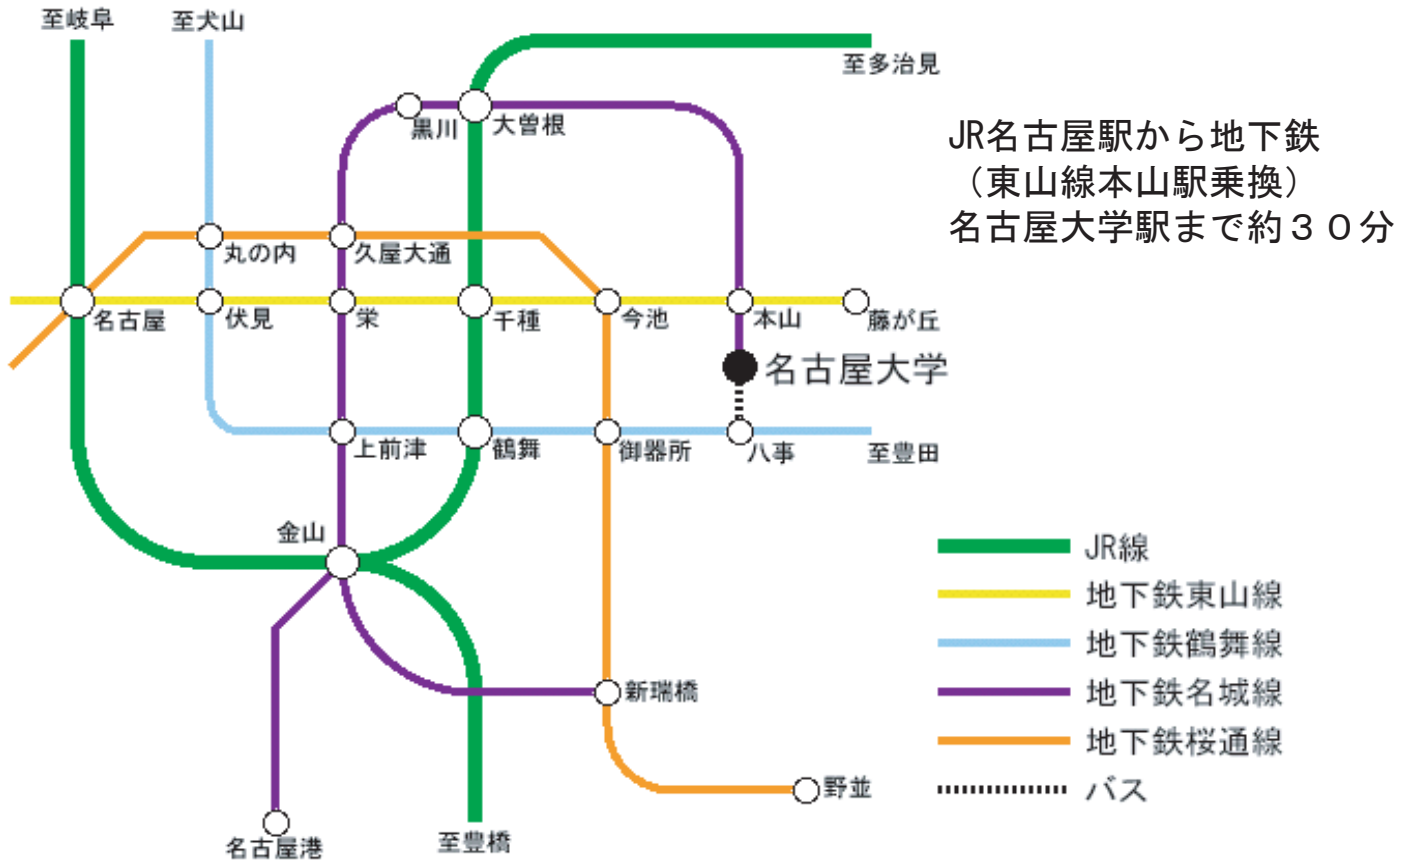 至岐阜
至犬山
至多治見
黒川
大曽根
JR名古屋駅から地下鉄
（東山線本山駅乗換）
名古屋大学駅まで約３０分
丸の内
久屋大通
名古屋
伏見
栄
千種
今池
本山
藤が丘
名古屋大学
上前津
鶴舞
御器所
八事
至豊田
金山
JR線
地下鉄東山線
地下鉄鶴舞線
地下鉄名城線
地下鉄桜通線
バス
新瑞橋
野並
名古屋港
至豊橋